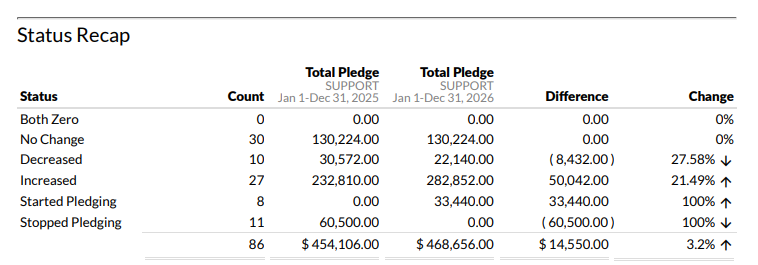 Status Recap
Total Pledge Total Pledge
SUPPORT SUPPORT
Status Count Jan 1-Dec 31, 2025 Jan 1-Dec 31, 2026 Difference Change
Both Zero 0 0.00 0.00 0.00 0%
No Change 30 130,224.00 130,224.00 0.00 0%
Decreased 10 30,572.00 22,140.00 (8,432.00) 27.58% ↓
Increased 27 232,810.00 282,852.00 50,042.00 21.49% ↑
Started Pledging 8 0.00 33,440.00 33,440.00 100% ↑
Stopped Pledging 11 60,500.00 0.00 (60,500.00) 100% ↓
86 $ 454,106.00 $ 468,656.00 $ 14,550.00 3.2% ↑